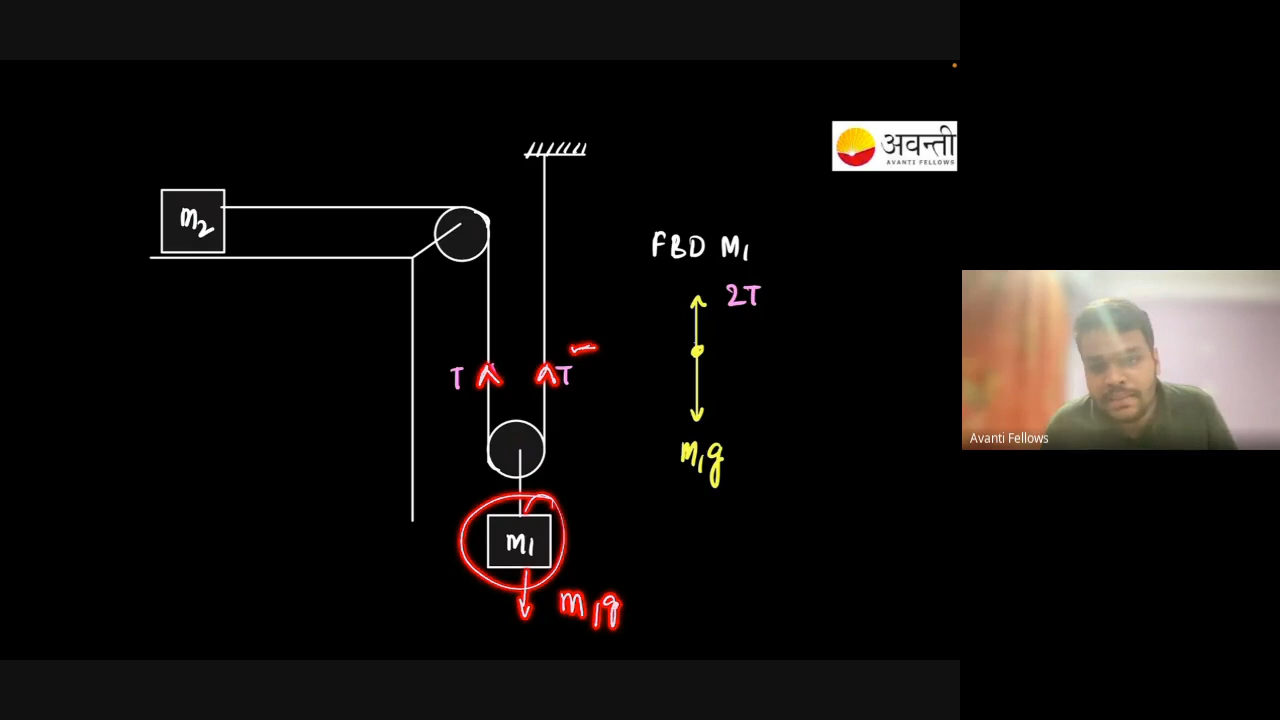 अवन्ती
AVANTI FELLOWS
m2
FBD M1
2T
T
T
m1g
m1
m1g
Avanti Fellows